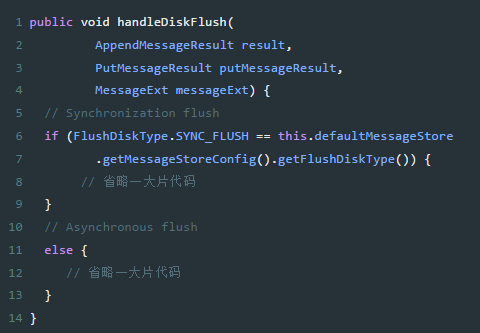 1 public void handleDiskFlush(
2 AppendMessageResult result,
3 PutMessageResult putMessageResult,
4 MessageExt messageExt) {
5 // Synchronization flush
6 if (FlushDiskType.SYNC_FLUSH == this.defaultMessageStore
7 .getMessageStoreConfig().getFlushDiskType()) {
8 // 省略一大片代码
9 }
10 // Asynchronous flush
11 else {
12 // 省略一大片代码
13 }
14 }